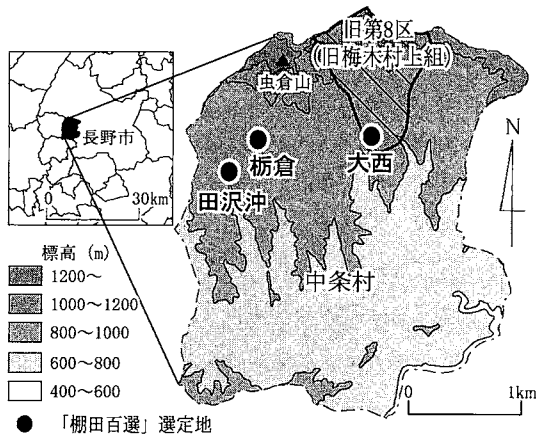 旧第8区
(旧梅木村上組)
虫倉山
長野市
0 30km
N
栃倉
大西
田沢沖
標高 (m)
1200～
1000～1200
800～1000
600～800
400～600
中条村
「棚田百選」選定地
0 1km